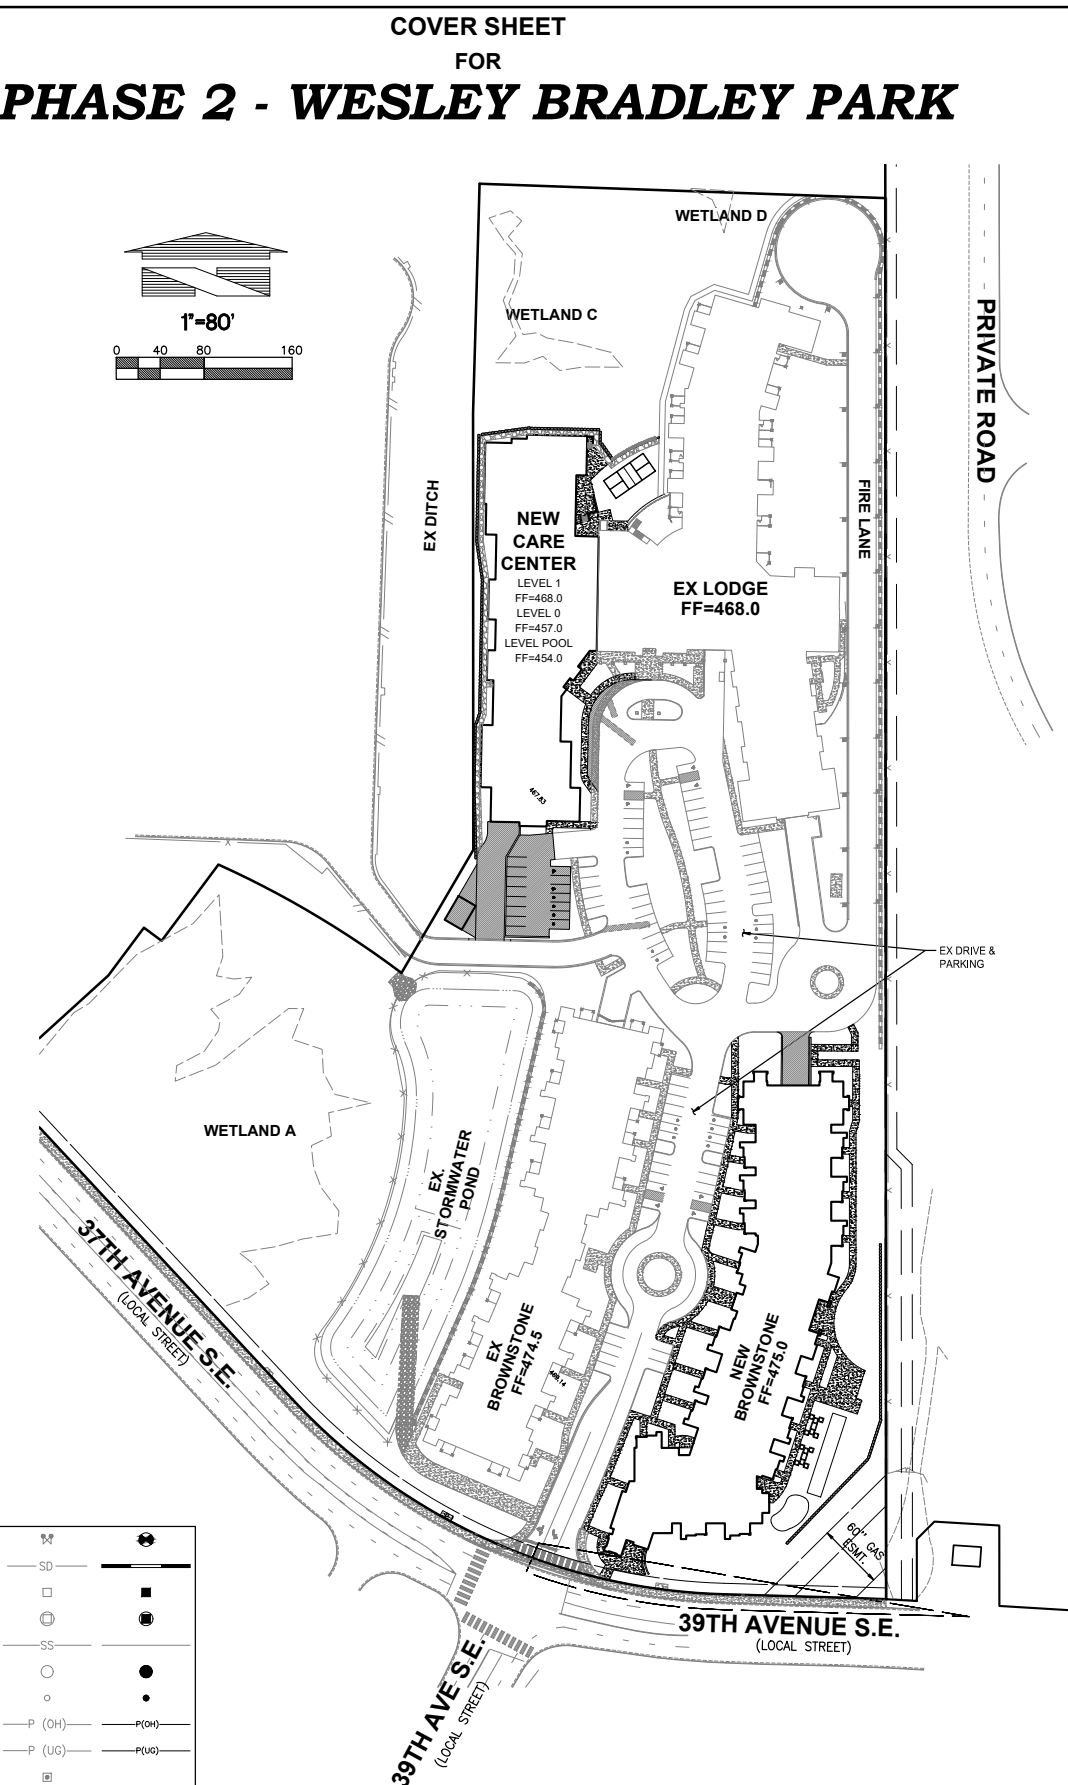 COVER SHEET
FOR
PHASE 2 - WESLEY BRADLEY PARK
WETLAND D
WETLAND C
1"=80'
0 40 80 160
PRIVATE ROAD
EX DITCH
FIRE LANE
NEW
CARE
CENTER
LEVEL 1
FF=468.0
LEVEL 0
FF=457.0
LEVEL POOL
FF=454.0
EX LODGE
FF=468.0
467.83
EX DRIVE &
PARKING
WETLAND A
EX.
STORMWATER
POND
37TH AVENUE S.E.
(LOCAL STREET)
EX
BROWNSTONE
FF=474.5
469.14
NEW
BROWNSTONE
FF=475.0
60' GAS
ESMT.
39TH AVENUE S.E.
(LOCAL STREET)
39TH AVE S.E.
(LOCAL STREET)
SD
SS
P (OH) P(OH)
P (UG) P(UG)